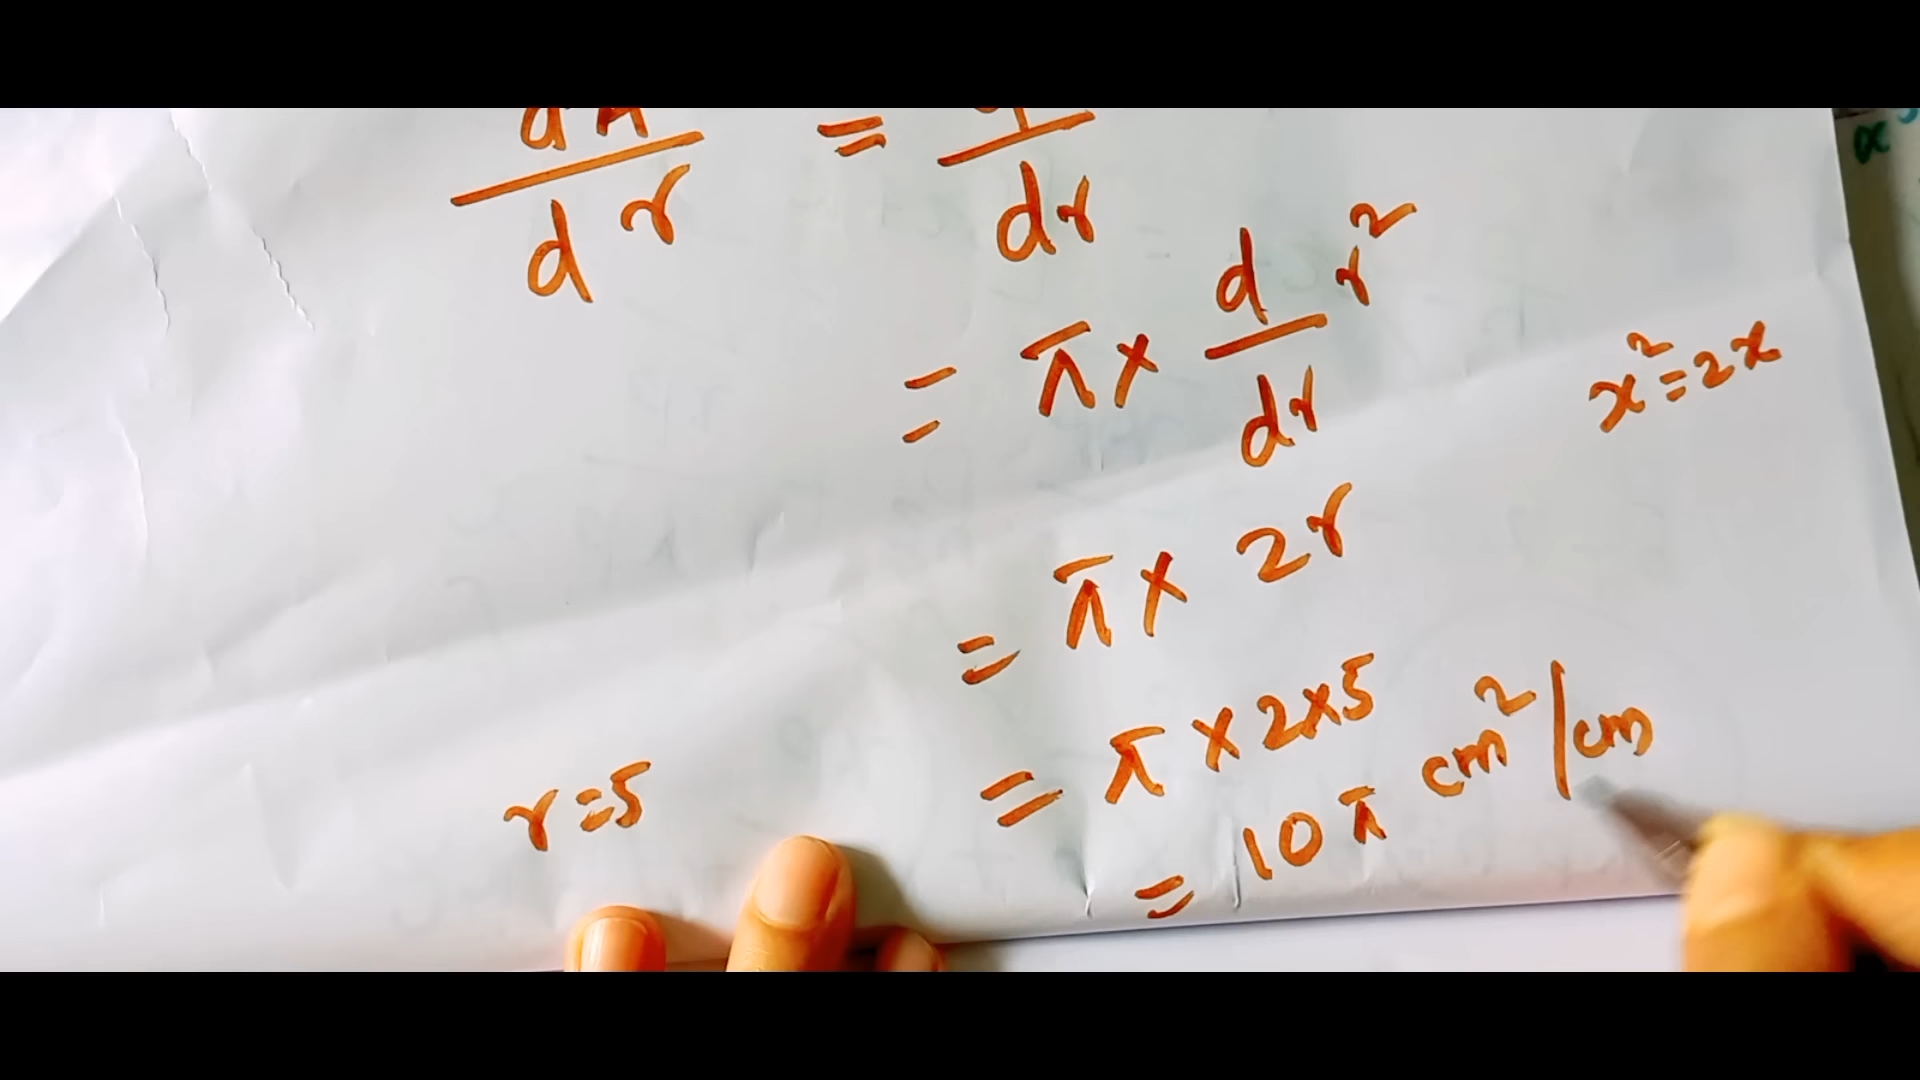 dA/dr = d/dr
= π × d/dr r²
x² = 2x
= π × 2r
r = 5
= π × 2 × 5
= 10π cm²/cm